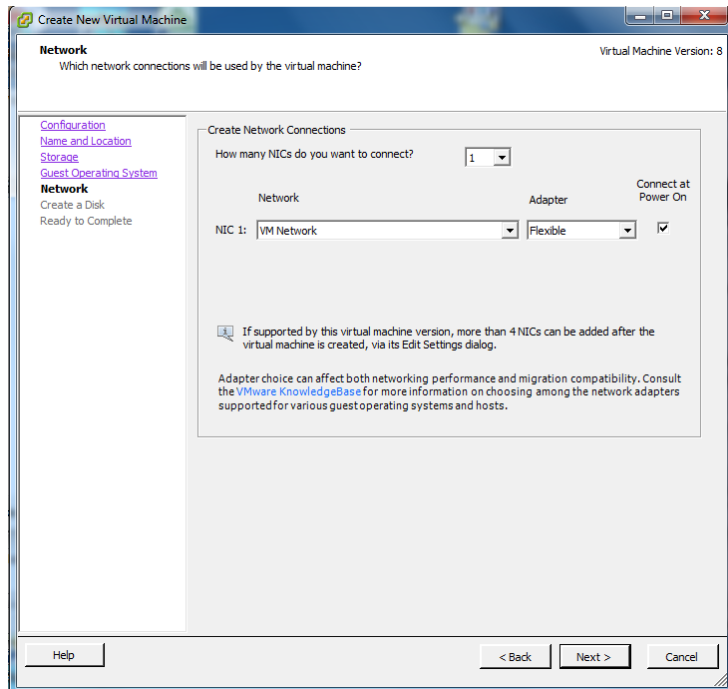 Create New Virtual Machine
Network
Virtual Machine Version: 8
Which network connections will be used by the virtual machine?
Configuration
Name and Location
Storage
Guest Operating System
Network
Create a Disk
Ready to Complete
Create Network Connections
How many NICs do you want to connect?
1
Network
Adapter
Connect at
Power On
NIC 1:
VM Network
Flexible
If supported by this virtual machine version, more than 4 NICs can be added after the
virtual machine is created, via its Edit Settings dialog.
Adapter choice can affect both networking performance and migration compatibility. Consult
the VMware KnowledgeBase for more information on choosing among the network adapters
supported for various guest operating systems and hosts.
Help
< Back
Next >
Cancel